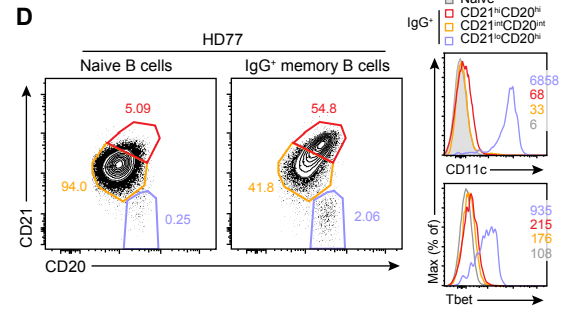 D
HD77
Naive B cells
IgG⁺ memory B cells
5.09
94.0
0.25
54.8
41.8
2.06
CD21
CD20
IgG⁺
Naive
CD21ʰⁱCD20ʰⁱ
CD21ⁱⁿᵗCD20ⁱⁿᵗ
CD21ˡᵒCD20ʰⁱ
6858
68
33
6
CD11c
935
215
176
108
Max (% of)
Tbet